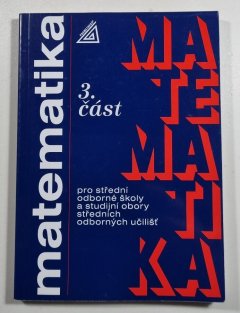 matematika
3.
část
pro střední
odborné školy
a studijní obory
středních
odborných učilišť
MA
TE
MA
TI
KA